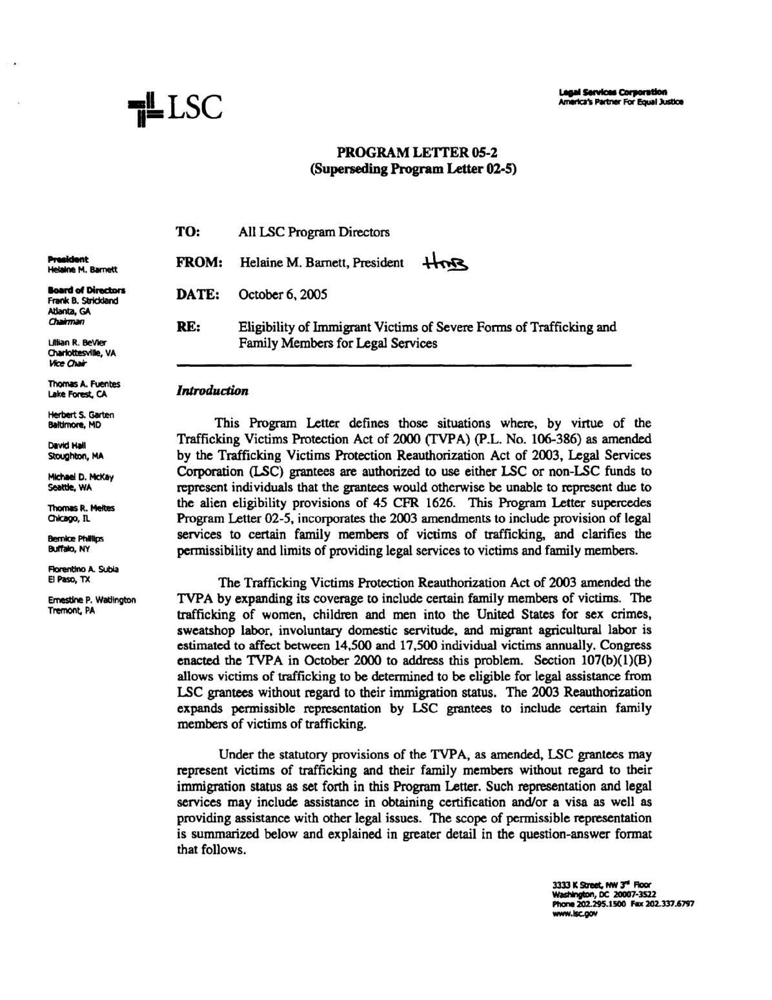 LSC
Legal Services Corporation
America's Partner For Equal Justice
PROGRAM LETTER 05-2
(Superseding Program Letter 02-5)
TO: All LSC Program Directors
FROM: Helaine M. Barnett, President HMB
DATE: October 6, 2005
RE: Eligibility of Immigrant Victims of Severe Forms of Trafficking and
Family Members for Legal Services
President
Helaine M. Barnett
Board of Directors
Frank B. Strickland
Atlanta, GA
Chairman
Lillian R. BeVier
Charlottesville, VA
Vice Chair
Thomas A. Fuentes
Lake Forest, CA
Herbert S. Garten
Baltimore, MD
David Hall
Stoughton, MA
Michael D. McKay
Seattle, WA
Thomas R. Meites
Chicago, IL
Bernice Phillips
Buffalo, NY
Florentino A. Subia
El Paso, TX
Ernestine P. Watlington
Tremont, PA
Introduction
This Program Letter defines those situations where, by virtue of the
Trafficking Victims Protection Act of 2000 (TVPA) (P.L. No. 106-386) as amended
by the Trafficking Victims Protection Reauthorization Act of 2003, Legal Services
Corporation (LSC) grantees are authorized to use either LSC or non-LSC funds to
represent individuals that the grantees would otherwise be unable to represent due to
the alien eligibility provisions of 45 CFR 1626. This Program Letter supercedes
Program Letter 02-5, incorporates the 2003 amendments to include provision of legal
services to certain family members of victims of trafficking, and clarifies the
permissibility and limits of providing legal services to victims and family members.
The Trafficking Victims Protection Reauthorization Act of 2003 amended the
TVPA by expanding its coverage to include certain family members of victims. The
trafficking of women, children and men into the United States for sex crimes,
sweatshop labor, involuntary domestic servitude, and migrant agricultural labor is
estimated to affect between 14,500 and 17,500 individual victims annually. Congress
enacted the TVPA in October 2000 to address this problem. Section 107(b)(1)(B)
allows victims of trafficking to be determined to be eligible for legal assistance from
LSC grantees without regard to their immigration status. The 2003 Reauthorization
expands permissible representation by LSC grantees to include certain family
members of victims of trafficking.
Under the statutory provisions of the TVPA, as amended, LSC grantees may
represent victims of trafficking and their family members without regard to their
immigration status as set forth in this Program Letter. Such representation and legal
services may include assistance in obtaining certification and/or a visa as well as
providing assistance with other legal issues. The scope of permissible representation
is summarized below and explained in greater detail in the question-answer format
that follows.
3333 K Street, NW 3rd Floor
Washington, DC 20007-3522
Phone 202.295.1500 Fax 202.337.6797
www.lsc.gov